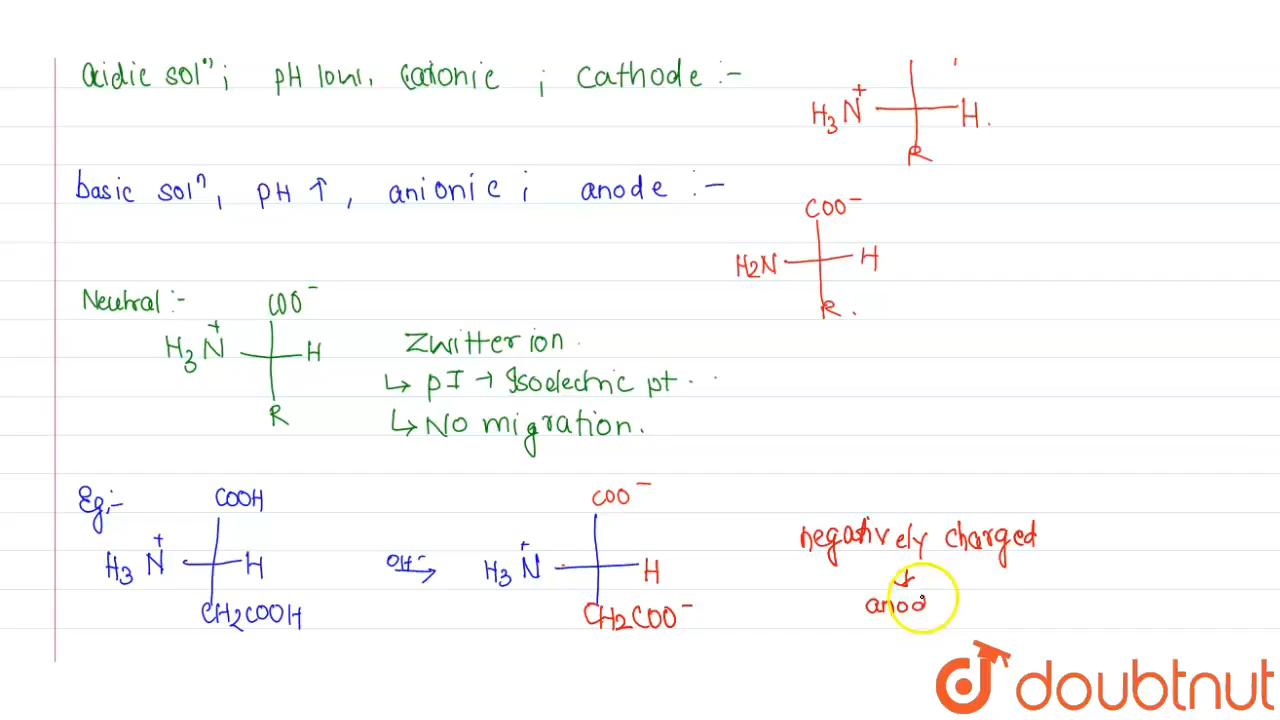 acidic solⁿ; pH low, cationic ; Cathode :-
H₃N⁺ H.
R
basic solⁿ, pH ↑, anionic ; anode :-
COO⁻
H₂N H
R.
Neutral :-
COO⁻
H₃N⁺ H
R
Zwitter ion.
↳ pI → Isoelectric pt.
↳ No migration.
Eg:-
COOH
H₃N⁺ H
CH₂COOH
OH⁻ →
COO⁻
H₃N⁺ H
CH₂COO⁻
negatively charged
↓
anod
doubtnut